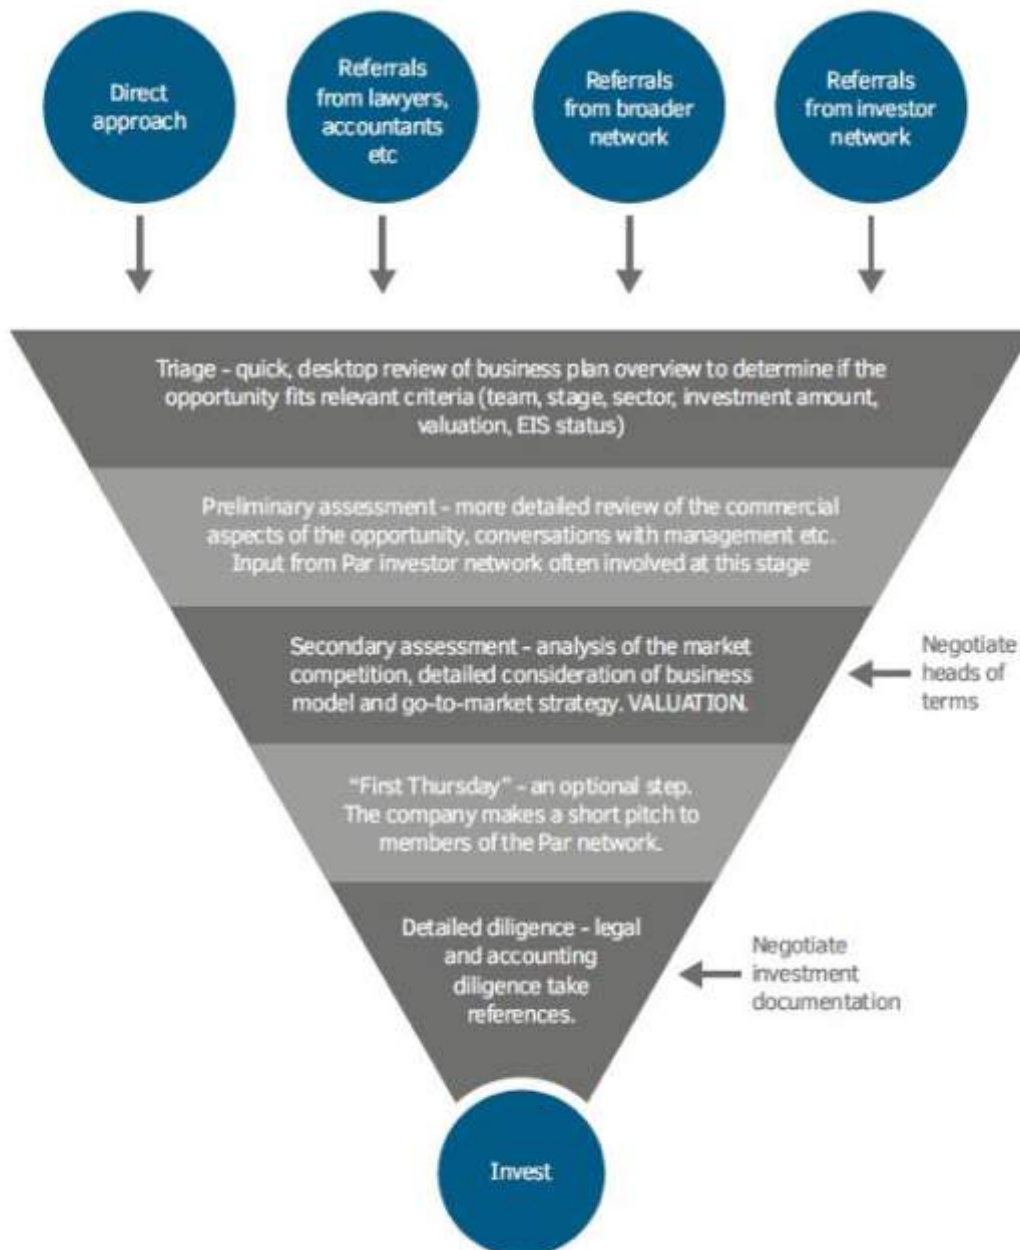 Direct
approach
Referrals
from lawyers,
accountants
etc
Referrals
from broader
network
Referrals
from investor
network
Triage - quick, desktop review of business plan overview to determine if the
opportunity fits relevant criteria (team, stage, sector, investment amount,
valuation, EIS status)
Preliminary assessment - more detailed review of the commercial
aspects of the opportunity, conversations with management etc.
Input from Par investor network often involved at this stage
Secondary assessment - analysis of the market
competition, detailed consideration of business
model and go-to-market strategy. VALUATION.
Negotiate
heads of
terms
“First Thursday” - an optional step.
The company makes a short pitch to
members of the Par network.
Detailed diligence - legal
and accounting
diligence take
references.
Negotiate
investment
documentation
Invest